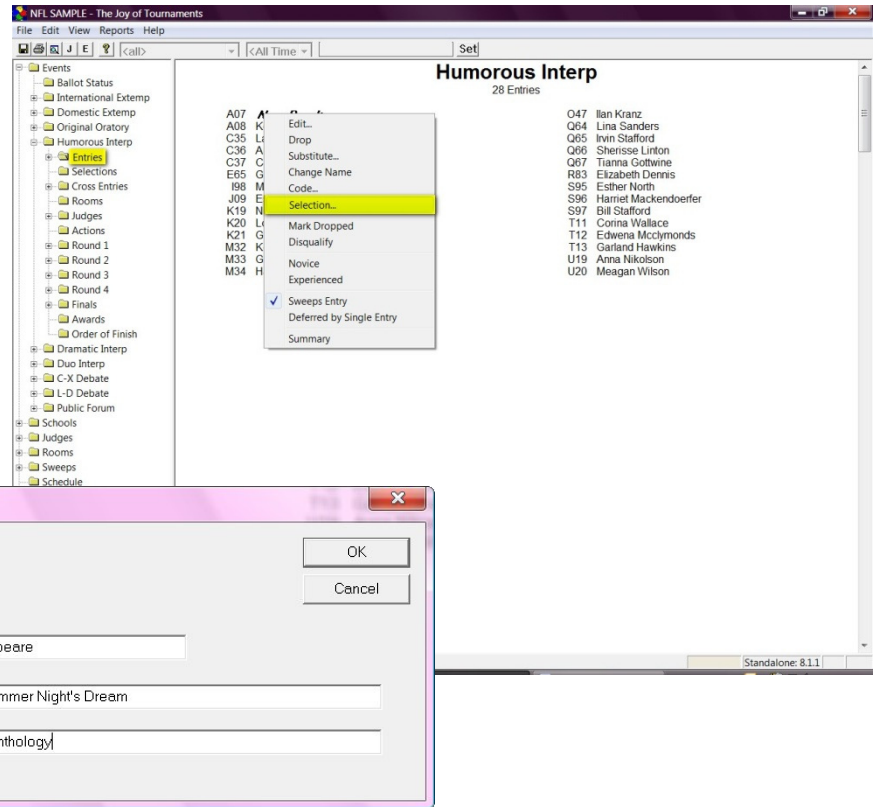 NFL SAMPLE - The Joy of Tournaments
File Edit View Reports Help
J E ? <all> <All Time Set
Events
Ballot Status
International Extemp
Domestic Extemp
Original Oratory
Humorous Interp
Entries
Selections
Cross Entries
Rooms
Judges
Actions
Round 1
Round 2
Round 3
Round 4
Finals
Awards
Order of Finish
Dramatic Interp
Duo Interp
C-X Debate
L-D Debate
Public Forum
Schools
Judges
Rooms
Sweeps
Schedule
Humorous Interp
28 Entries
A07
A08 K
C35 L
C36 A
C37 C
E65 G
I98 M
J09 E
K19 N
K20 L
K21 G
M32 K
M33 G
M34 H
Edit...
Drop
Substitute...
Change Name
Code...
Selection...
Mark Dropped
Disqualify
Novice
Experienced
Sweeps Entry
Deferred by Single Entry
Summary
O47 Ilan Kranz
Q64 Lina Sanders
Q65 Irvin Stafford
Q66 Sherisse Linton
Q67 Tianna Gottwine
R83 Elizabeth Dennis
S95 Esther North
S96 Harriet Mackendoerfer
S97 Bill Stafford
T11 Corina Wallace
T12 Edwena Mcclymonds
T13 Garland Hawkins
U19 Anna Nikolson
U20 Meagan Wilson
Standalone: 8.1.1
OK
Cancel
peare
mmer Night's Dream
nthology